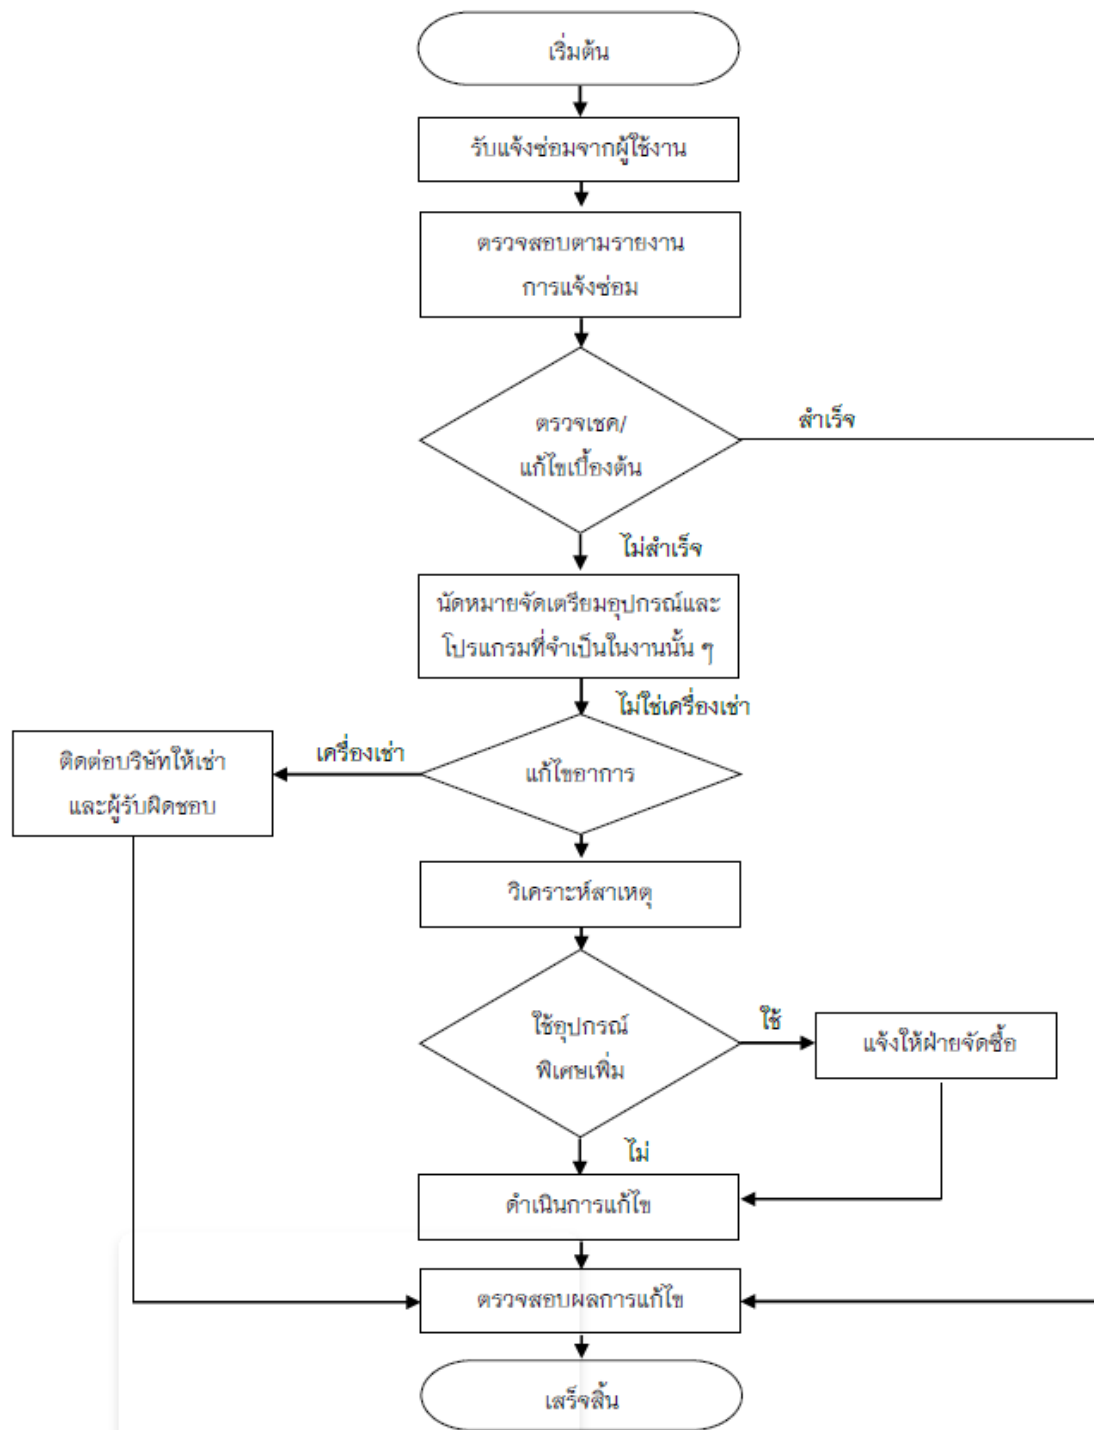 เริ่มต้น
รับแจ้งซ่อมจากผู้ใช้งาน
ตรวจสอบตามรายงาน
การแจ้งซ่อม
ตรวจเชค/
แก้ไขเบื้องต้น
สำเร็จ
ไม่สำเร็จ
นัดหมายจัดเตรียมอุปกรณ์และ
โปรแกรมที่จำเป็นในงานนั้น ๆ
ไม่ใช่เครื่องเช่า
เครื่องเช่า
ติดต่อบริษัทให้เช่า
และผู้รับผิดชอบ
แก้ไขอาการ
วิเคราะห์สาเหตุ
ใช้อุปกรณ์
พิเศษเพิ่ม
ใช้
แจ้งให้ฝ่ายจัดซื้อ
ไม่
ดำเนินการแก้ไข
ตรวจสอบผลการแก้ไข
เสร็จสิ้น